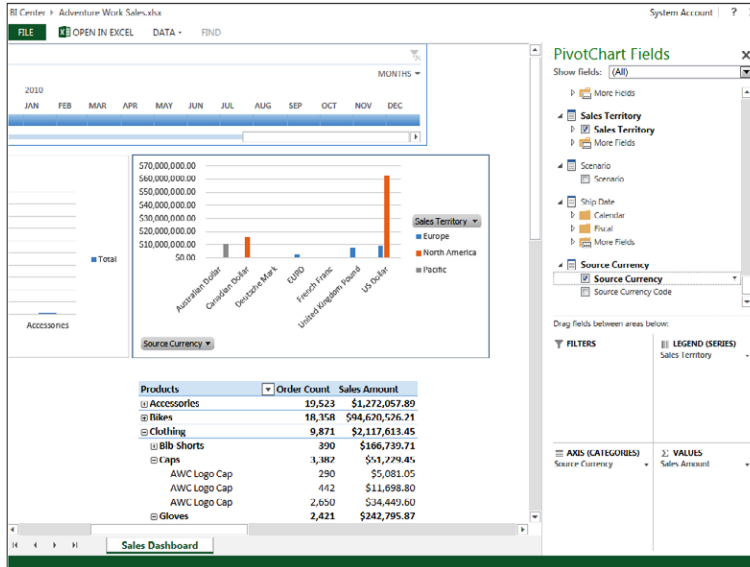 BI Center ▸ Adventure Work Sales.xlsx
System Account ?
FILE OPEN IN EXCEL DATA FIND
MONTHS
2010
JAN FEB MAR APR MAY JUN JUL AUG SEP OCT NOV DEC
Total
Accessories
$70,000,000.00
$60,000,000.00
$50,000,000.00
$40,000,000.00
$30,000,000.00
$20,000,000.00
$10,000,000.00
$0.00
Australian Dollar
Canadian Dollar
Deutsche Mark
EURO
French Franc
United Kingdom Pound
US Dollar
Sales Territory
Europe
North America
Pacific
Source Currency
Products Order Count Sales Amount
Accessories 19,523 $1,272,057.89
Bikes 18,358 $94,620,526.21
Clothing 9,871 $2,117,613.45
Bib-Shorts 390 $166,739.71
Caps 3,382 $51,229.45
AWC Logo Cap 290 $5,081.05
AWC Logo Cap 442 $11,698.80
AWC Logo Cap 2,650 $34,449.60
Gloves 2,421 $242,795.87
Sales Dashboard
PivotChart Fields
Show fields: (All)
More Fields
Sales Territory
Sales Territory
More Fields
Scenario
Scenario
Ship Date
Calendar
Fiscal
More Fields
Source Currency
Source Currency
Source Currency Code
Drag fields between areas below:
FILTERS
LEGEND (SERIES)
Sales Territory
AXIS (CATEGORIES)
Source Currency
Σ VALUES
Sales Amount